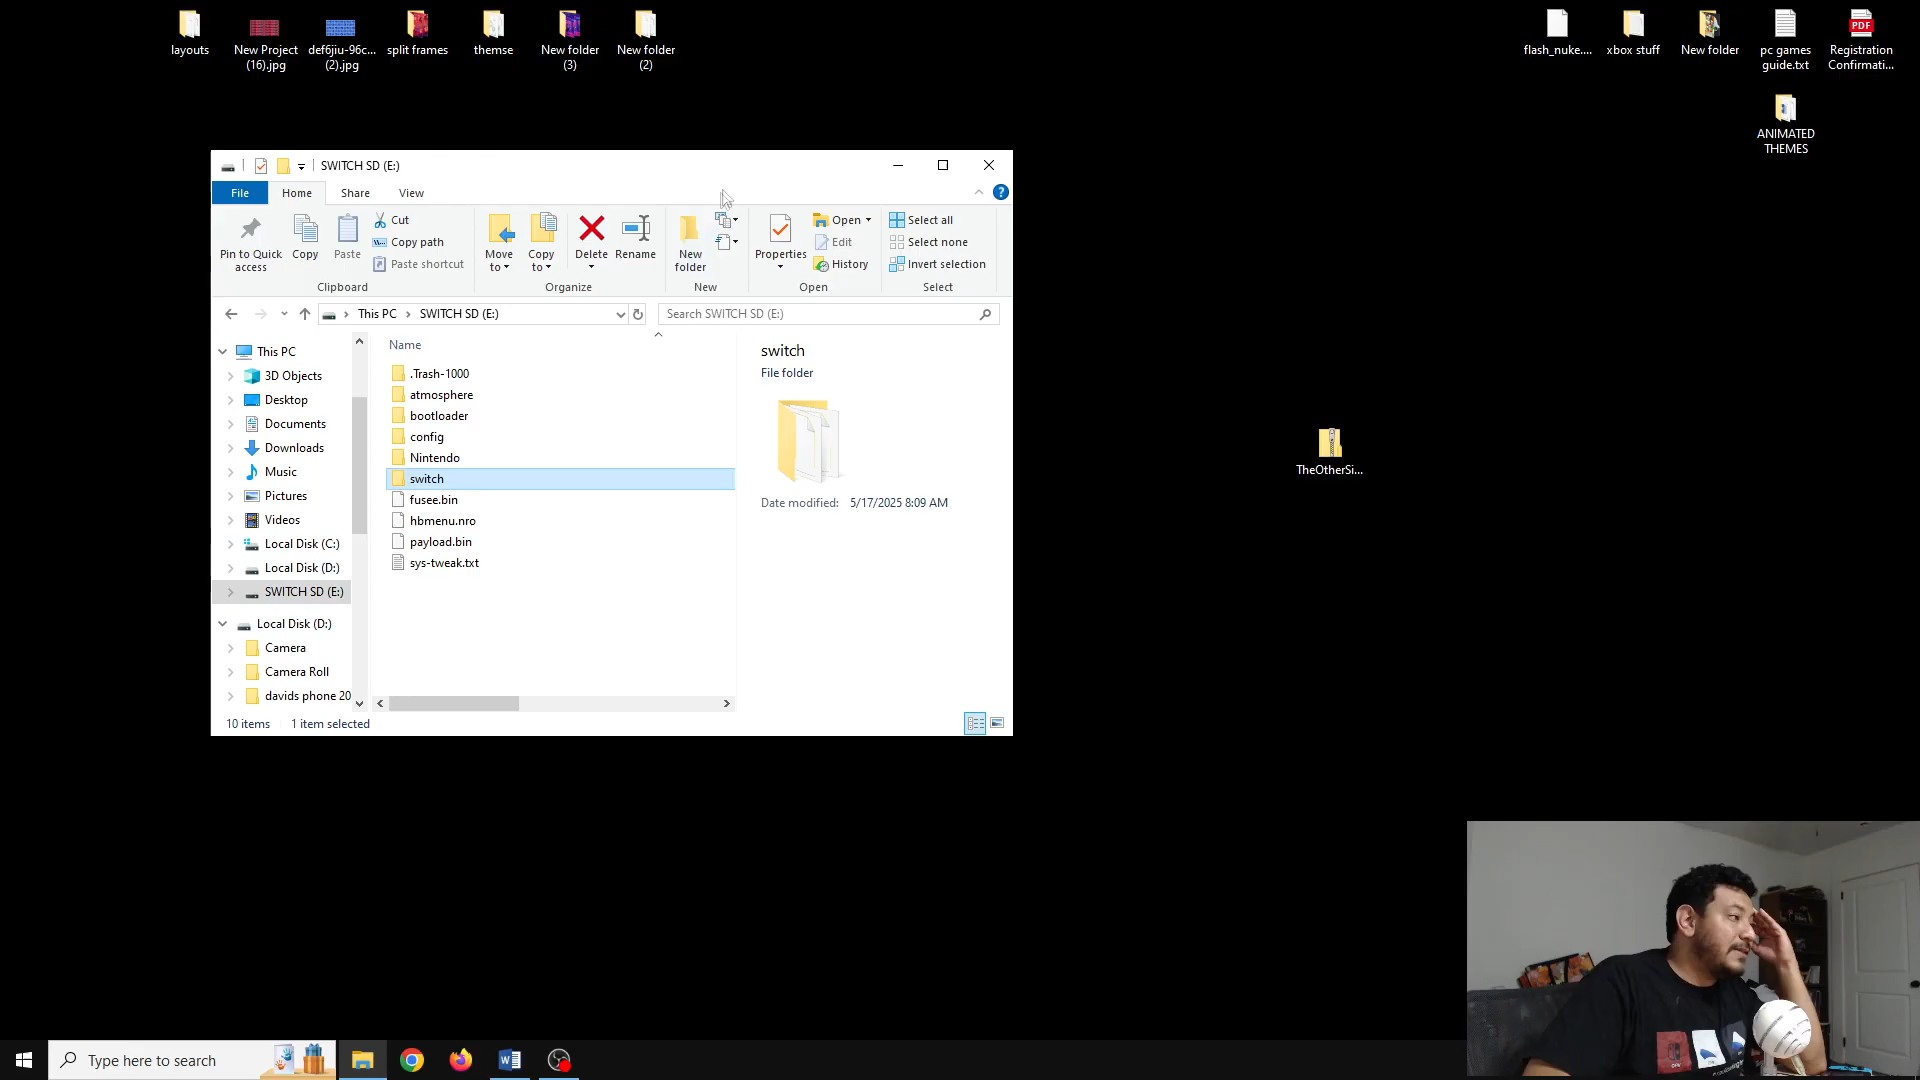 layouts
New Project
(16).jpg
def6jiu-96c...
(2).jpg
split frames
themse
New folder
(3)
New folder
(2)
flash_nuke....
xbox stuff
New folder
pc games
guide.txt
PDF
Registration
Confirmati...
ANIMATED
THEMES
SWITCH SD (E:)
File
Home
Share
View
Pin to Quick
access
Copy
Paste
Cut
Copy path
Paste shortcut
Clipboard
Move
to
Copy
to
Delete
Rename
Organize
New
folder
New
Properties
Open
Edit
History
Open
Select all
Select none
Invert selection
Select
This PC
SWITCH SD (E:)
Search SWITCH SD (E:)
This PC
3D Objects
Desktop
Documents
Downloads
Music
Pictures
Videos
Local Disk (C:)
Local Disk (D:)
SWITCH SD (E:)
Local Disk (D:)
Camera
Camera Roll
davids phone 20
Name
.Trash-1000
atmosphere
bootloader
config
Nintendo
switch
fusee.bin
hbmenu.nro
payload.bin
sys-tweak.txt
switch
File folder
Date modified: 5/17/2025 8:09 AM
10 items
1 item selected
TheOtherSi...
Type here to search